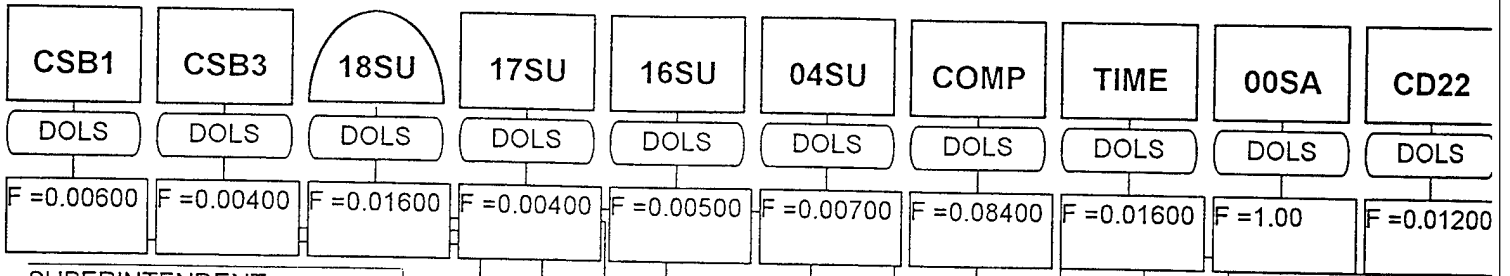 CSB1 CSB3 18SU 17SU 16SU 04SU COMP TIME 00SA CD22
DOLS DOLS DOLS DOLS DOLS DOLS DOLS DOLS DOLS DOLS
F =0.00600 F =0.00400 F =0.01600 F =0.00400 F =0.00500 F =0.00700 F =0.08400 F =0.01600 F =1.00 F =0.01200
SUPERINTENDENT